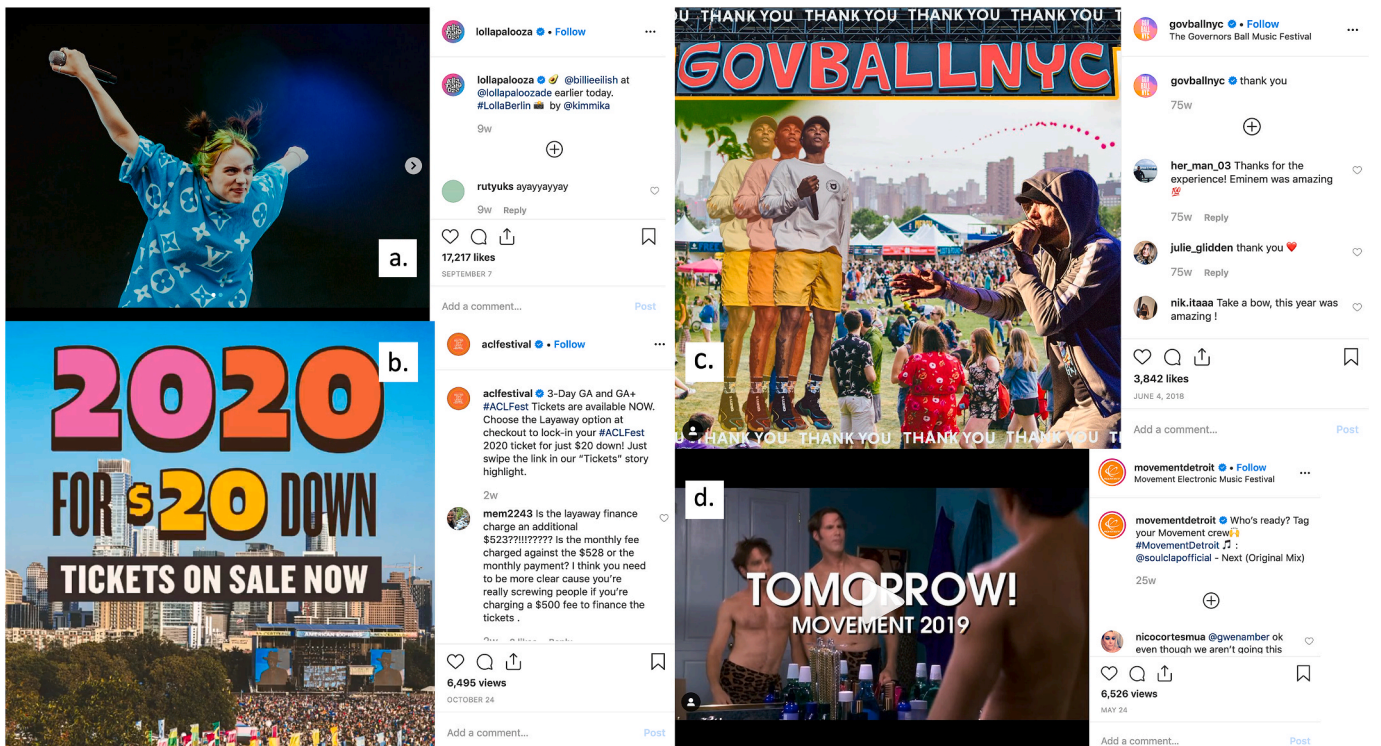 lollapalooza • Follow
lollapalooza @billieeilish at
@lollapaloozade earlier today.
#LollaBerlin by @kimmika
9w
rutyuks ayayyayyay
9w Reply
17,217 likes
SEPTEMBER 7
Add a comment... Post
a.
2020
FOR $20 DOWN
TICKETS ON SALE NOW
AMERICAN EXPRESS
b.
aclfestival • Follow
aclfestival 3-Day GA and GA+
#ACLFest Tickets are available NOW.
Choose the Layaway option at
checkout to lock-in your #ACLFest
2020 ticket for just $20 down! Just
swipe the link in our “Tickets” story
highlight.
2w
mem2243 Is the layaway finance
charge an additional
$523??!!!????? Is the monthly fee
charged against the $528 or the
monthly payment? I think you need
to be more clear cause you’re
really screwing people if you’re
charging a $500 fee to finance the
tickets .
6,495 views
OCTOBER 24
Add a comment... Post
U THANK YOU THANK YOU THANK YOU THANK YOU T
GOVBALLNYC
FREE
c.
U THANK YOU THANK YOU THANK YOU THANK YOU T
govballnyc • Follow
The Governors Ball Music Festival
govballnyc thank you
75w
her_man_03 Thanks for the
experience! Eminem was amazing
💯
75w Reply
julie_glidden thank you ❤️
75w Reply
nik.itaaa Take a bow, this year was
amazing !
3,842 likes
JUNE 4, 2018
Add a comment... Post
d.
TOMORROW!
MOVEMENT 2019
movementdetroit • Follow
Movement Electronic Music Festival
movementdetroit Who's ready? Tag
your Movement crew🙌
#MovementDetroit 🎵 :
@soulclapofficial - Next (Original Mix)
25w
nicocortesmua @gwenamber ok
even though we aren't going this
6,526 views
MAY 24
Add a comment... Post